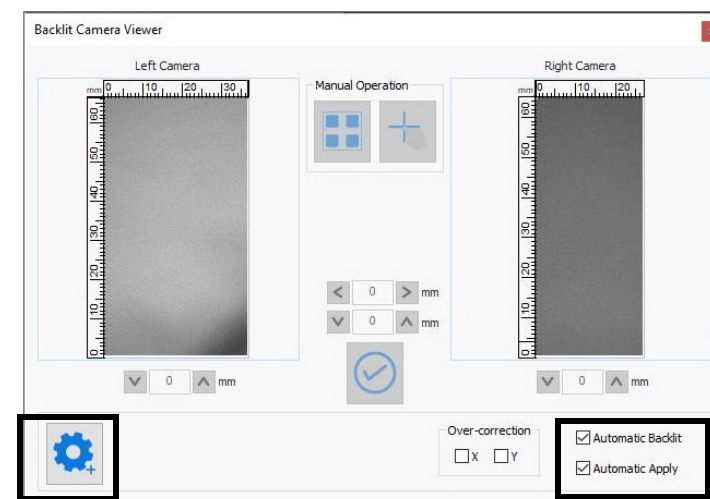 Backlit Camera Viewer
Left Camera
Right Camera
Manual Operation
mm 0 10 20 30
mm 0 10 20
60
50
40
30
20
10
0
60
50
40
30
20
10
0
< 0 > mm
0 mm
0 mm
0 mm
Over-correction
X Y
Automatic Backlit
Automatic Apply